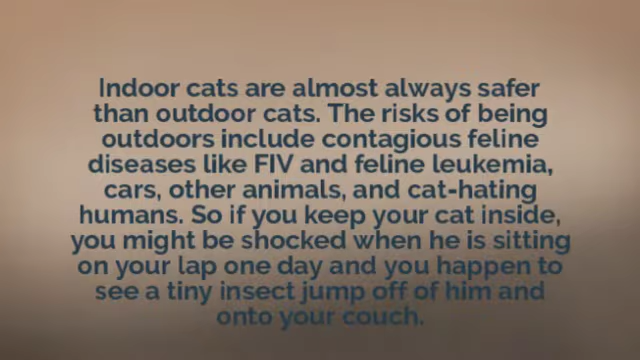 Indoor cats are almost always safer
than outdoor cats. The risks of being
outdoors include contagious feline
diseases like FIV and feline leukemia,
cars, other animals, and cat-hating
humans. So if you keep your cat inside,
you might be shocked when he is sitting
on your lap one day and you happen to
see a tiny insect jump off of him and
onto your couch.